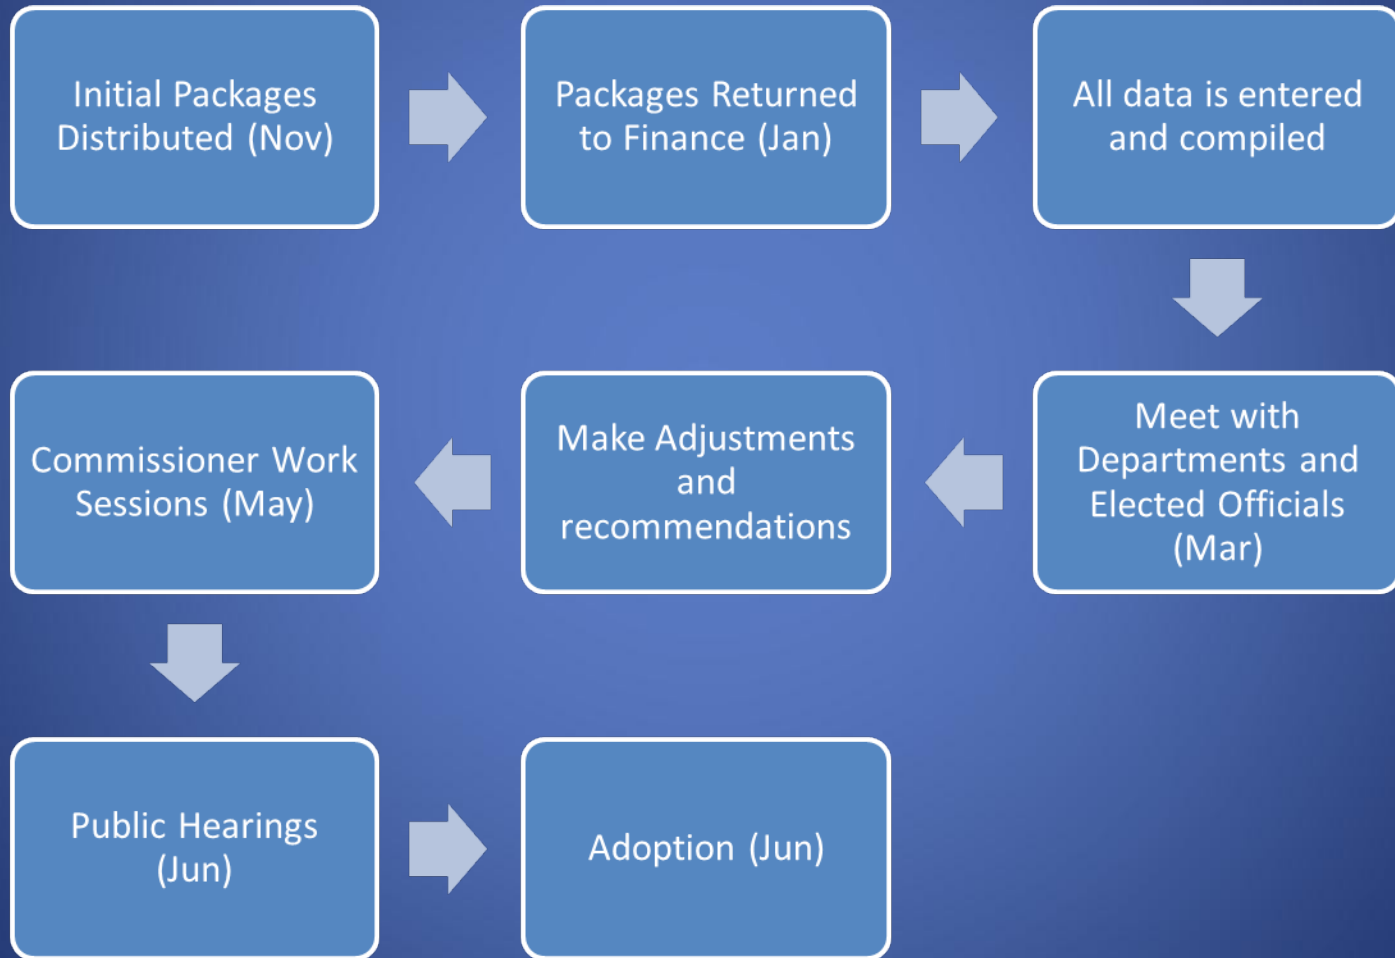 Initial Packages
Distributed (Nov)
Packages Returned
to Finance (Jan)
All data is entered
and compiled
Meet with
Departments and
Elected Officials
(Mar)
Make Adjustments
and
recommendations
Commissioner Work
Sessions (May)
Public Hearings
(Jun)
Adoption (Jun)